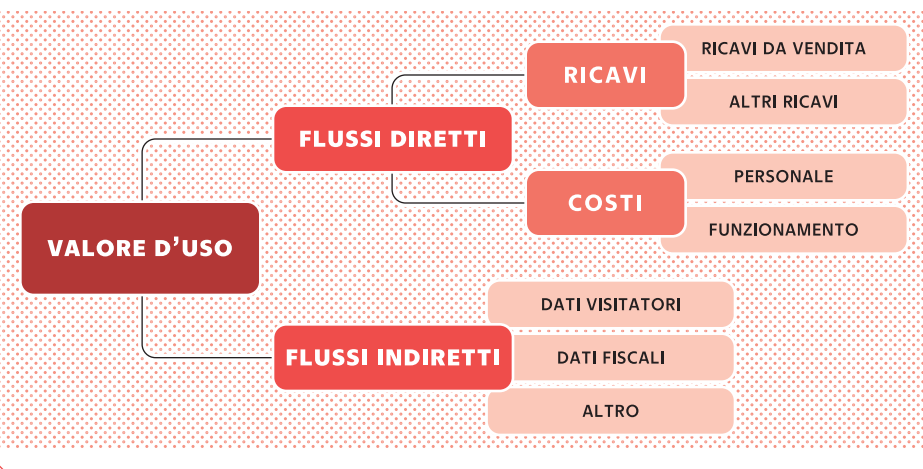 VALORE D'USO
FLUSSI DIRETTI
RICAVI
RICAVI DA VENDITA
ALTRI RICAVI
COSTI
PERSONALE
FUNZIONAMENTO
FLUSSI INDIRETTI
DATI VISITATORI
DATI FISCALI
ALTRO